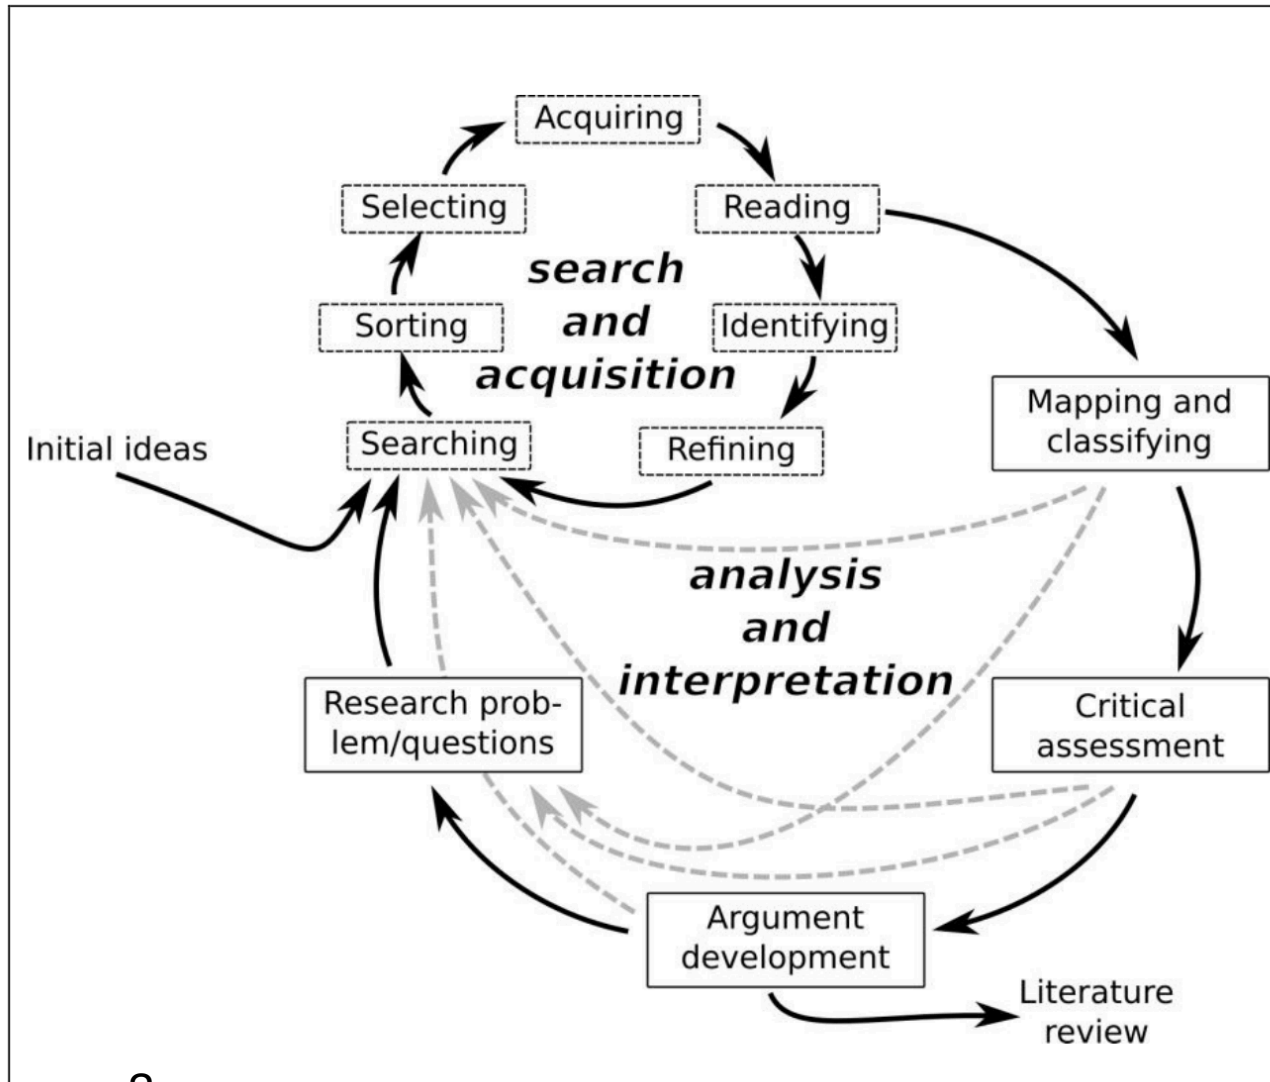 Acquiring
Selecting
Reading
search
and
acquisition
Sorting
Identifying
Searching
Refining
Initial ideas
Mapping and
classifying
analysis
and
interpretation
Research prob-
lem/questions
Critical
assessment
Argument
development
Literature
review